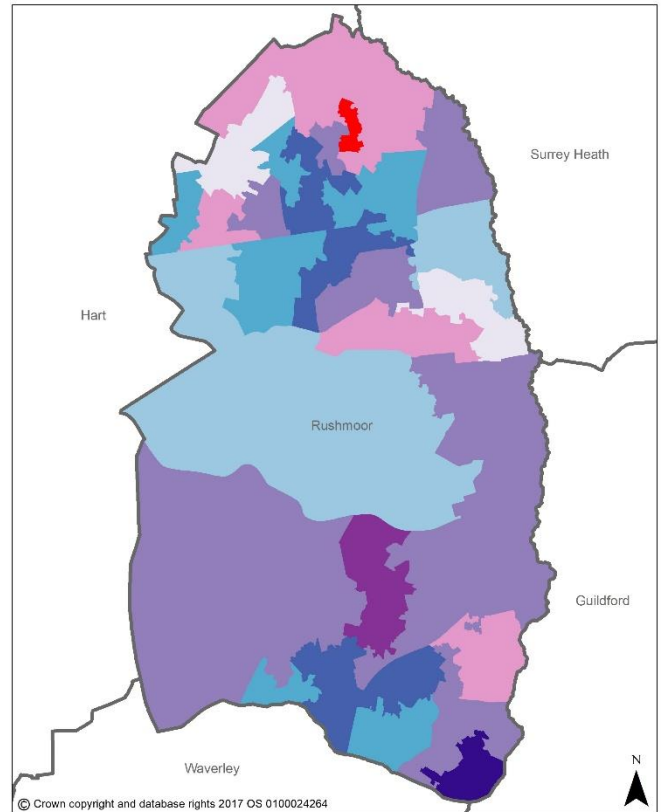 Surrey Heath
Hart
Rushmoor
Guildford
Waverley
N
© Crown copyright and database rights 2017 OS 0100024264